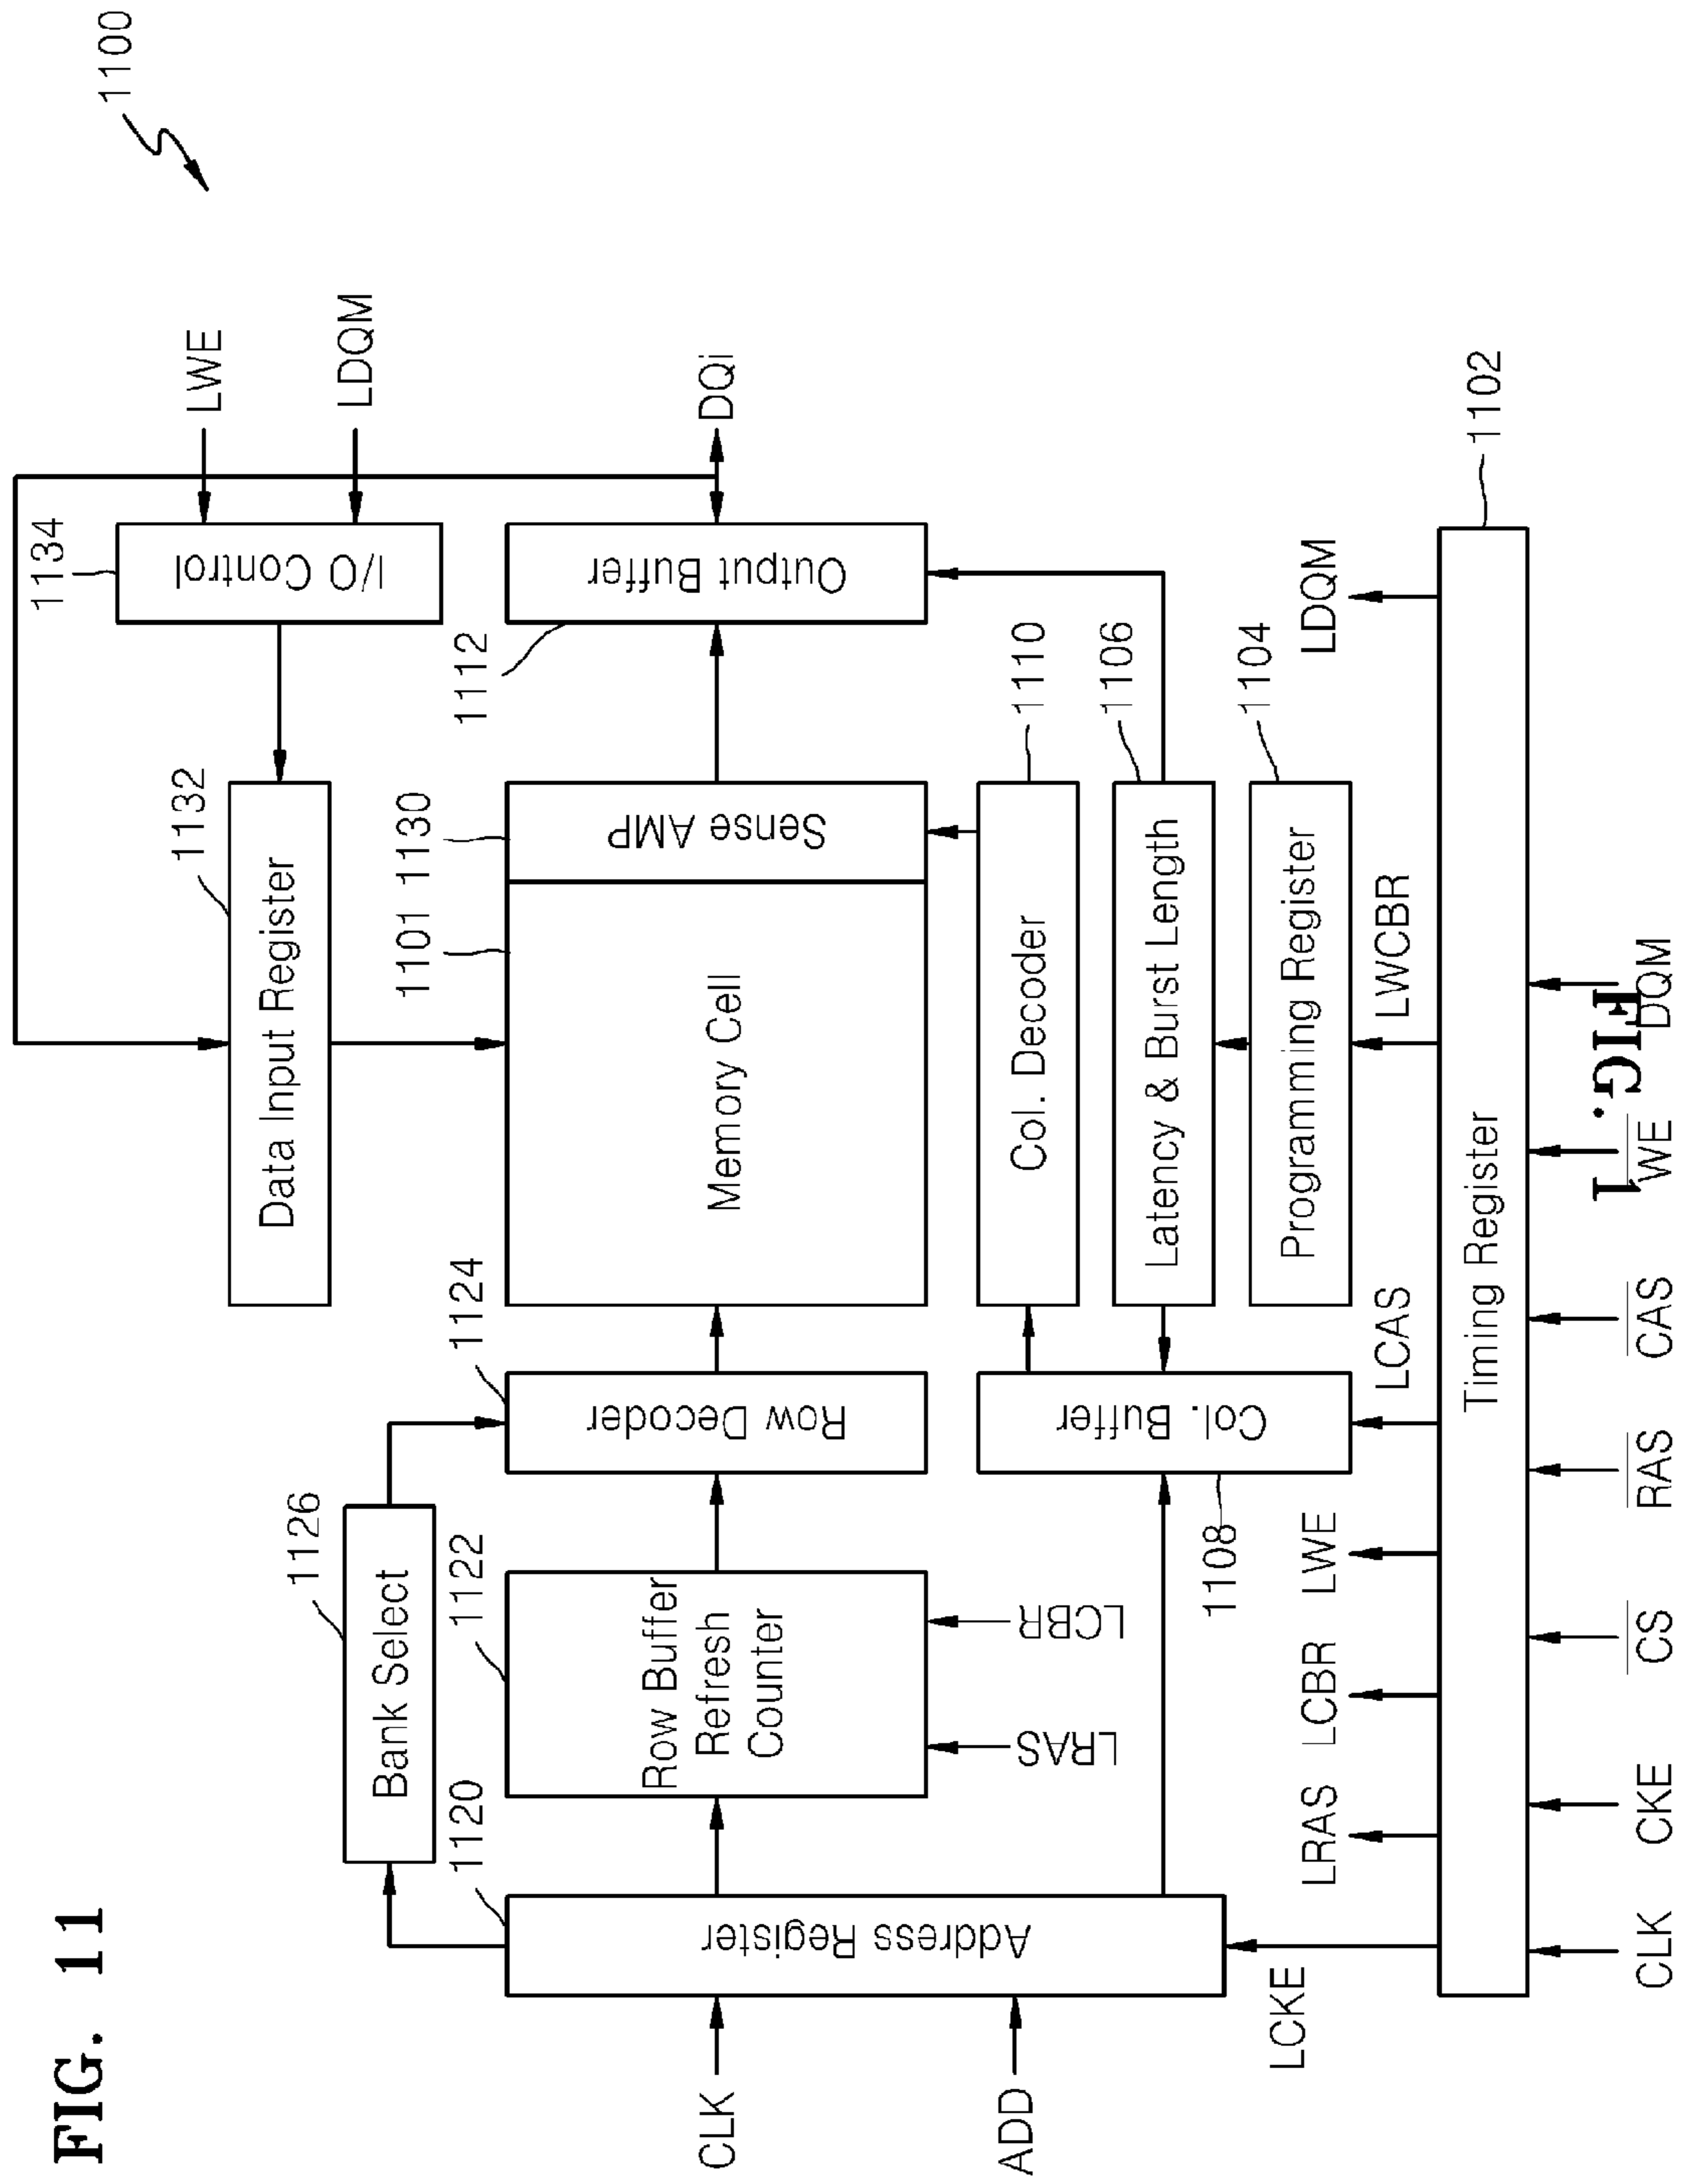 FIG. 11
1100
LWE
LDQM
1134
I/O Control
1132
Data Input Register
1126
Bank Select
1120
1122
1124
1101
1130
1112
CLK
ADD
Address Register
Row Buffer
Refresh
Counter
LRAS
LCBR
Row Decoder
Memory Cell
Sense AMP
Output Buffer
DQi
1108
Col. Buffer
Col. Decoder
1110
Latency & Burst Length
1106
Programming Register
1104
LCKE
LRAS
LCBR
LWE
LCAS
LWCBR
LDQM
Timing Register
1102
CLK
CKE
CS
RAS
CAS
WE
DQM
FIG. 1